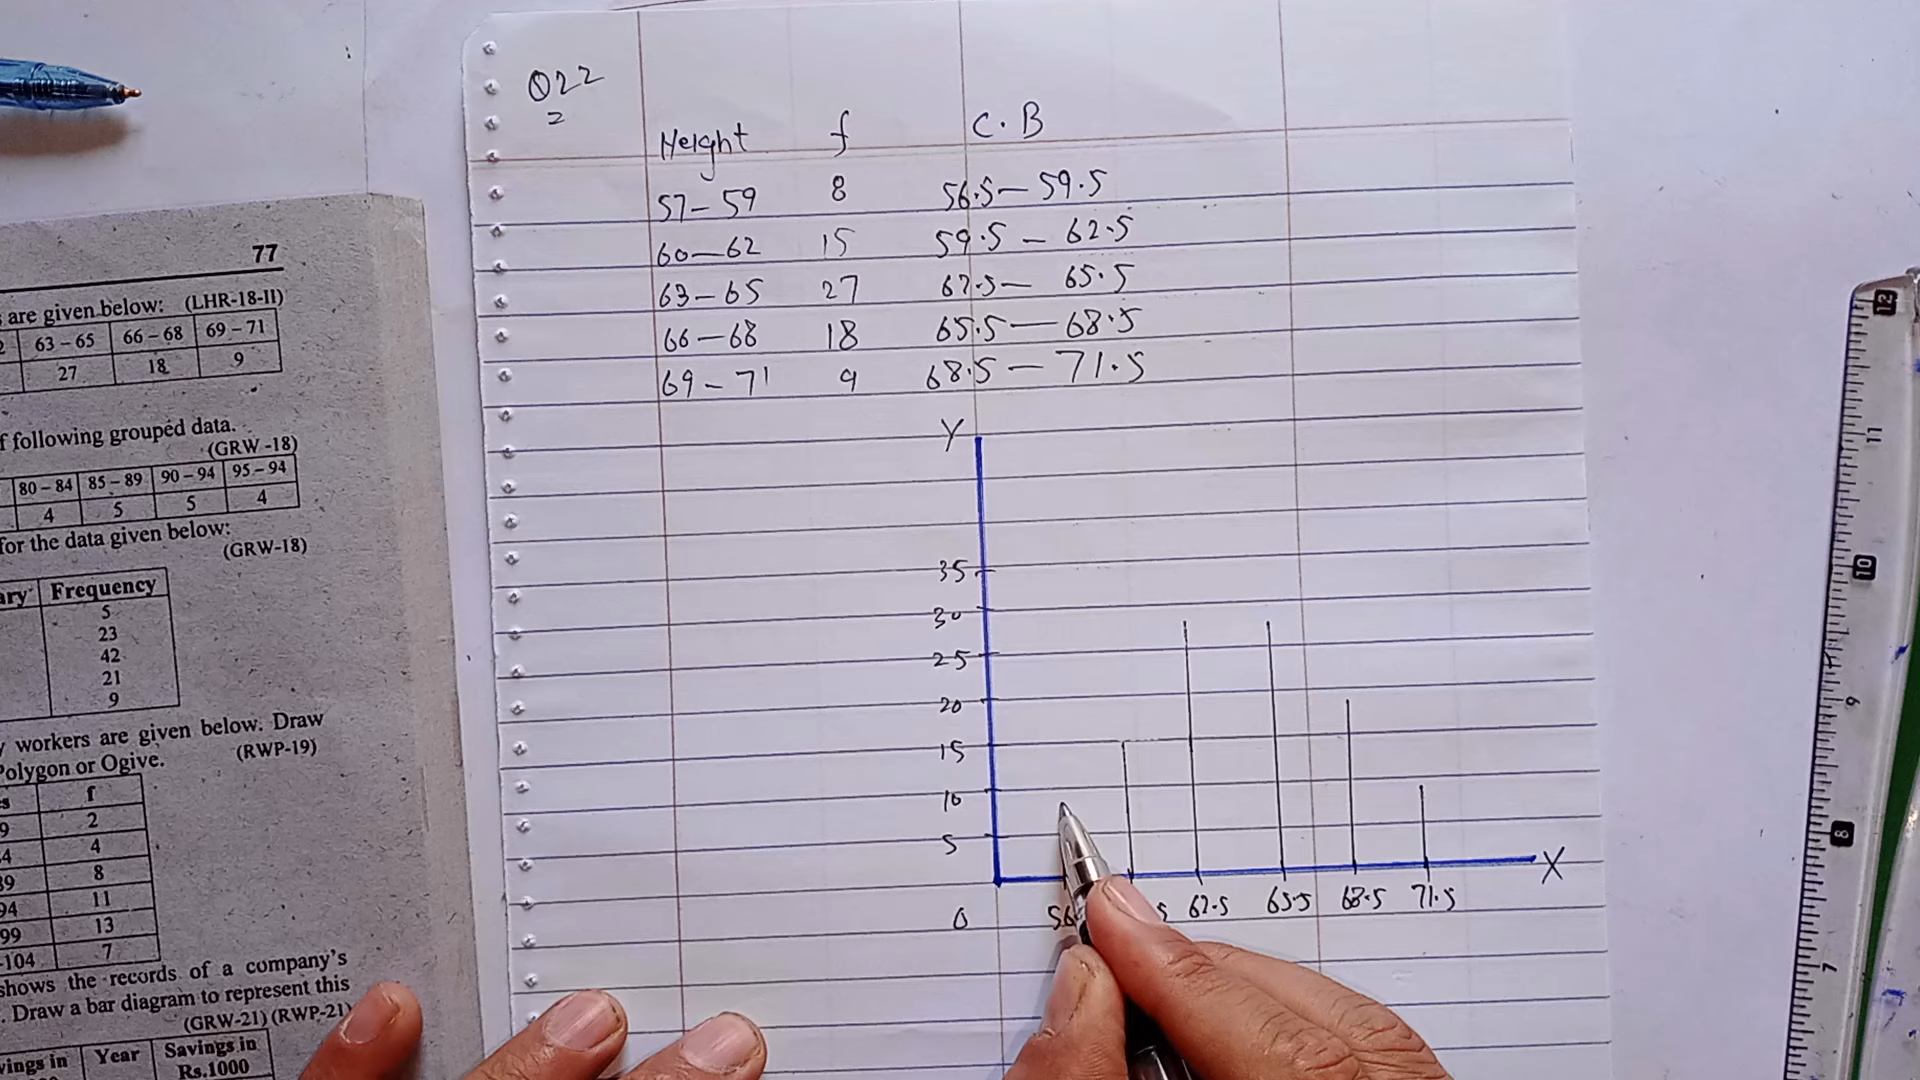 Q22
Height f C.B
57-59 8 56.5-59.5
60-62 15 59.5-62.5
63-65 27 62.5-65.5
66-68 18 65.5-68.5
69-71 9 68.5-71.5
Y
35
30
25
20
15
10
5
X
0 62.5 65.5 68.5 71.5
77
are given below: (LHR-18-II)
63-65 66-68 69-71
27 18 9
following grouped data.
(GRW-18)
80-84 85-89 90-94 95-94
4 5 5 4
for the data given below:
(GRW-18)
Frequency
5
23
42
21
9
workers are given below. Draw
Polygon or Ogive. (RWP-19)
f
2
4
8
11
13
-104 7
shows the records of a company's
. Draw a bar diagram to represent this
(GRW-21) (RWP-21)
Year Savings in
Rs.1000
12
11
10
9
8
7